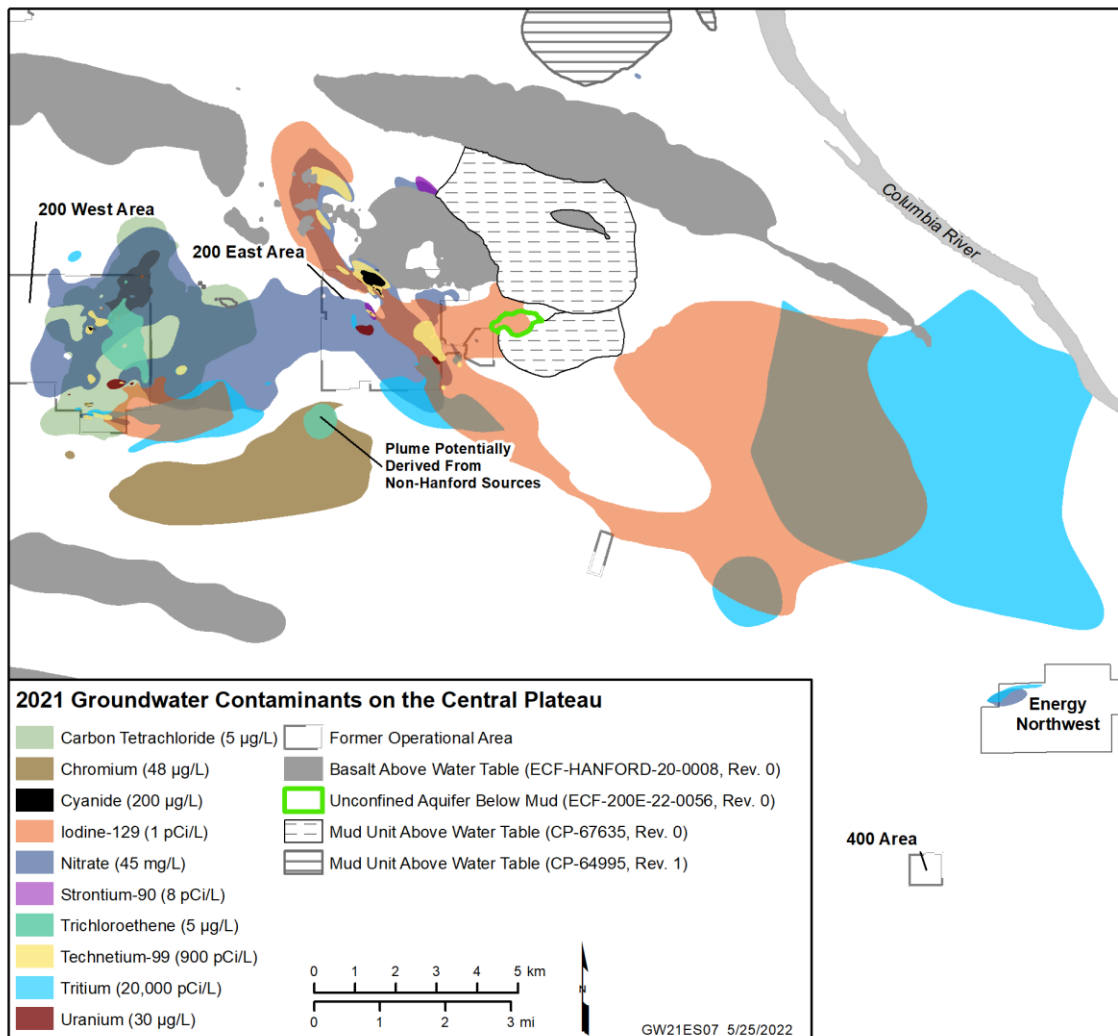 Columbia River
200 West Area
200 East Area
Plume Potentially
Derived From
Non-Hanford Sources
Energy
Northwest
400 Area
2021 Groundwater Contaminants on the Central Plateau
Carbon Tetrachloride (5 µg/L)
Chromium (48 µg/L)
Cyanide (200 µg/L)
Iodine-129 (1 pCi/L)
Nitrate (45 mg/L)
Strontium-90 (8 pCi/L)
Trichloroethene (5 µg/L)
Technetium-99 (900 pCi/L)
Tritium (20,000 pCi/L)
Uranium (30 µg/L)
Former Operational Area
Basalt Above Water Table (ECF-HANFORD-20-0008, Rev. 0)
Unconfined Aquifer Below Mud (ECF-200E-22-0056, Rev. 0)
Mud Unit Above Water Table (CP-67635, Rev. 0)
Mud Unit Above Water Table (CP-64995, Rev. 1)
0 1 2 3 4 5 km
0 1 2 3 mi
N
GW21ES07 5/25/2022